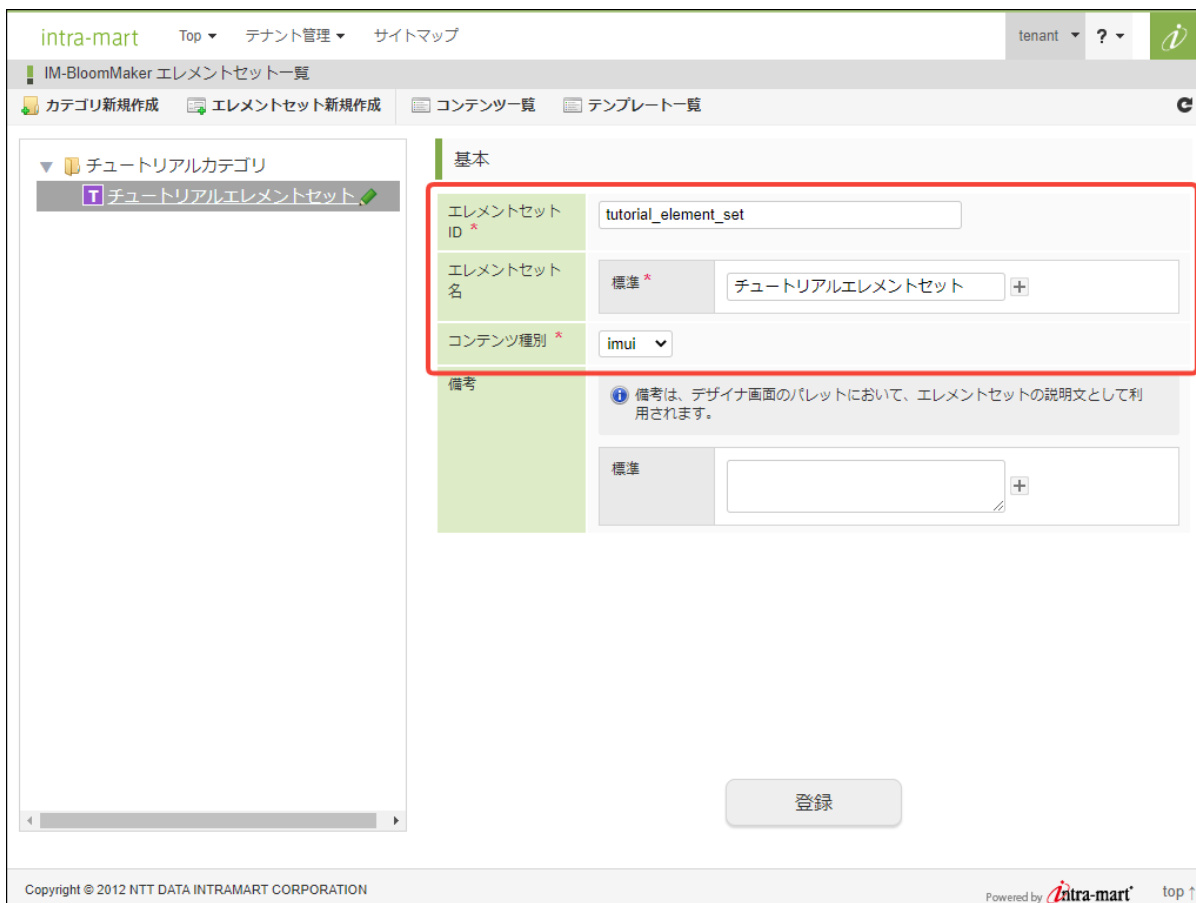 intra-mart Top ▼ テナント管理 ▼ サイトマップ tenant ▼ ? ▼
IM-BloomMaker エレメントセット一覧
カテゴリ新規作成 エレメントセット新規作成 コンテンツ一覧 テンプレート一覧
チュートリアルカテゴリ
T チュートリアルエレメントセット
基本
エレメントセット
ID *
tutorial_element_set
エレメントセット
名
標準 *
チュートリアルエレメントセット
コンテンツ種別 *
imui
備考
備考は、デザイナ画面のパレットにおいて、エレメントセットの説明文として利
用されます。
標準
登録
Copyright © 2012 NTT DATA INTRAMART CORPORATION
Powered by intra-mart
top ↑